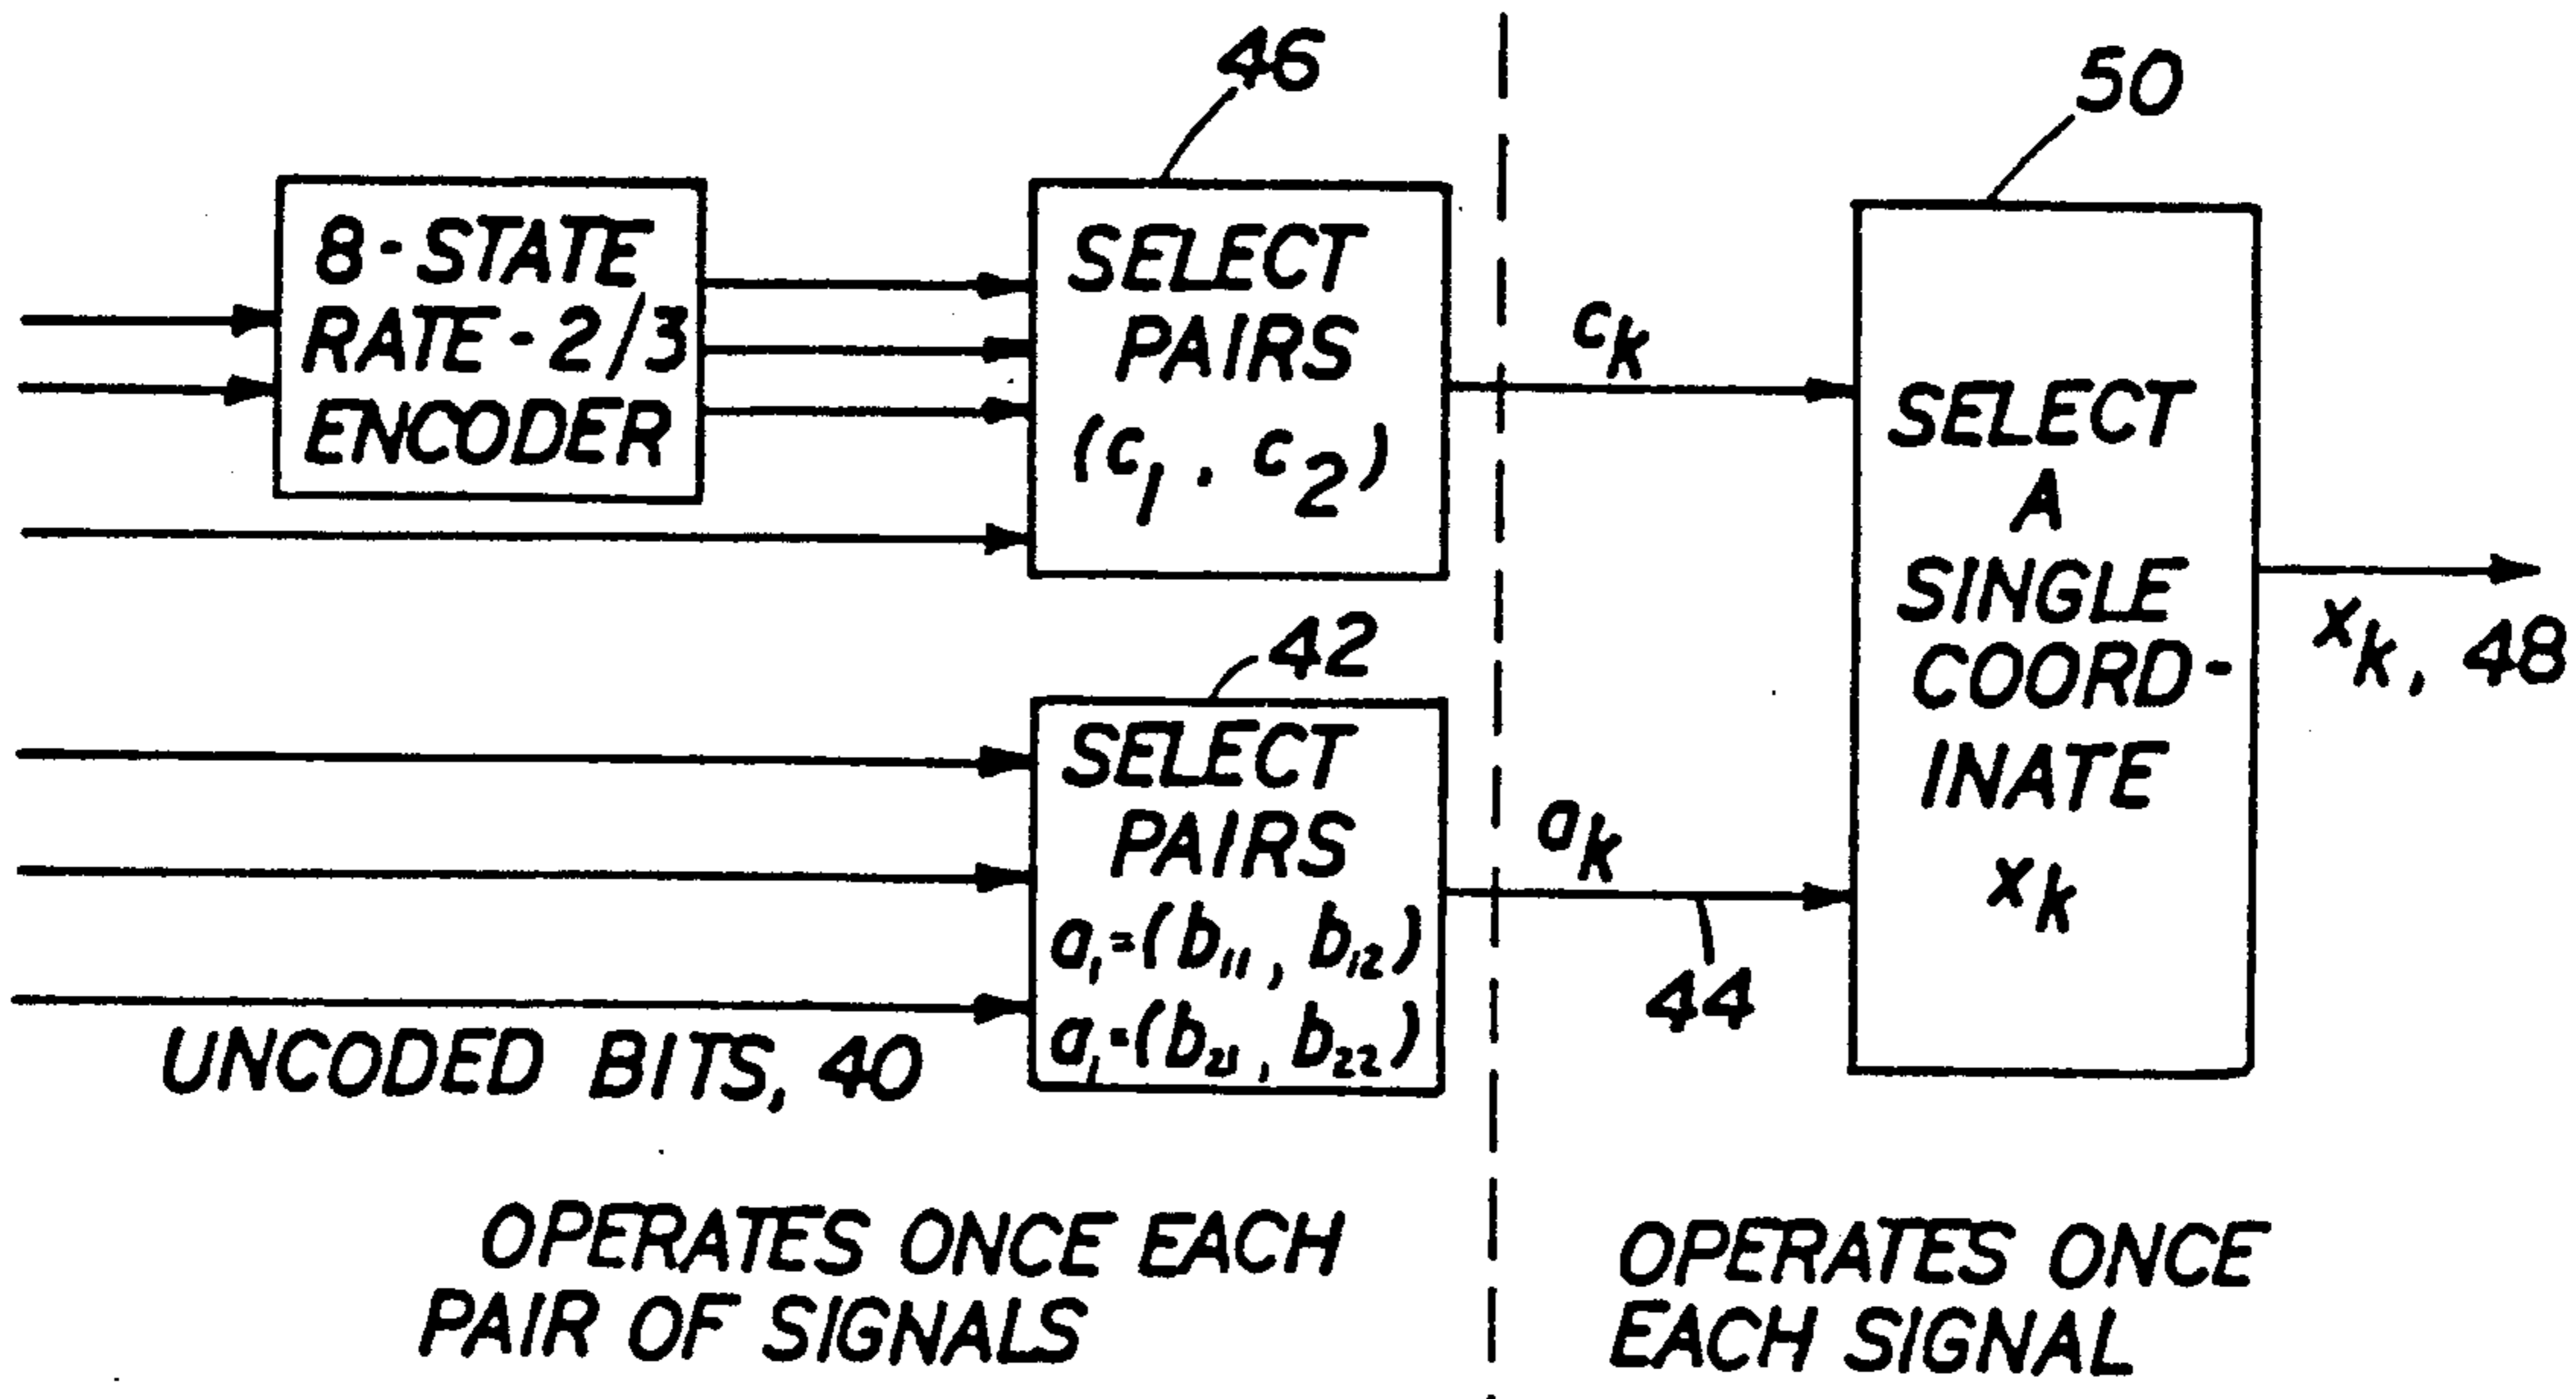 46
50
8-STATE
RATE-2/3
ENCODER
SELECT
PAIRS
(c₁ . c₂)
cₖ
SELECT
A
SINGLE
COORD-
INATE
xₖ
xₖ, 48
42
SELECT
PAIRS
a₁=(b₁₁, b₁₂)
a₁=(b₂₁, b₂₂)
aₖ
44
UNCODED BITS, 40
OPERATES ONCE EACH
PAIR OF SIGNALS
OPERATES ONCE
EACH SIGNAL